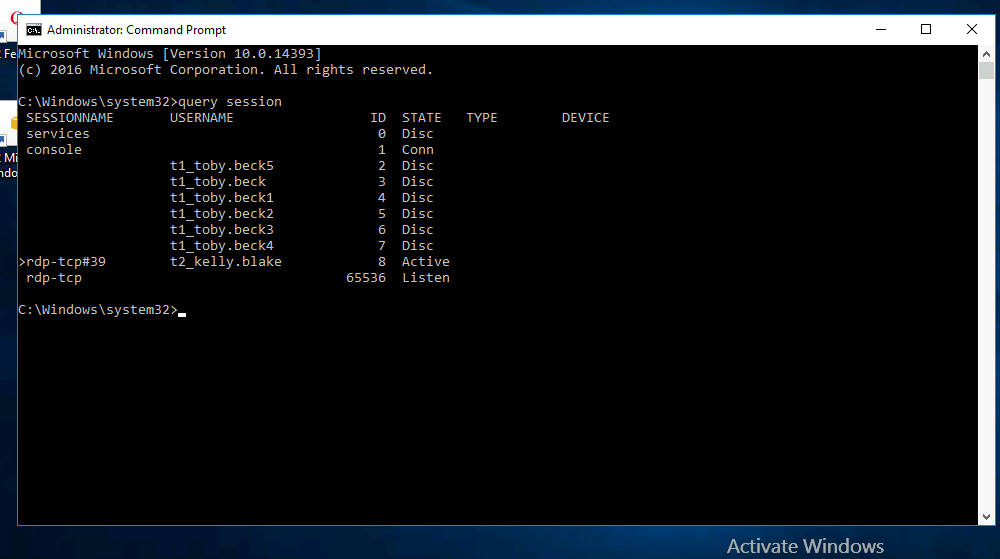 Administrator: Command Prompt
Microsoft Windows [Version 10.0.14393]
(c) 2016 Microsoft Corporation. All rights reserved.
C:\Windows\system32>query session
SESSIONNAME USERNAME ID STATE TYPE DEVICE
services 0 Disc
console 1 Conn
t1_toby.beck5 2 Disc
t1_toby.beck 3 Disc
t1_toby.beck1 4 Disc
t1_toby.beck2 5 Disc
t1_toby.beck3 6 Disc
t1_toby.beck4 7 Disc
>rdp-tcp#39 t2_kelly.blake 8 Active
rdp-tcp 65536 Listen
C:\Windows\system32>
Activate Windows